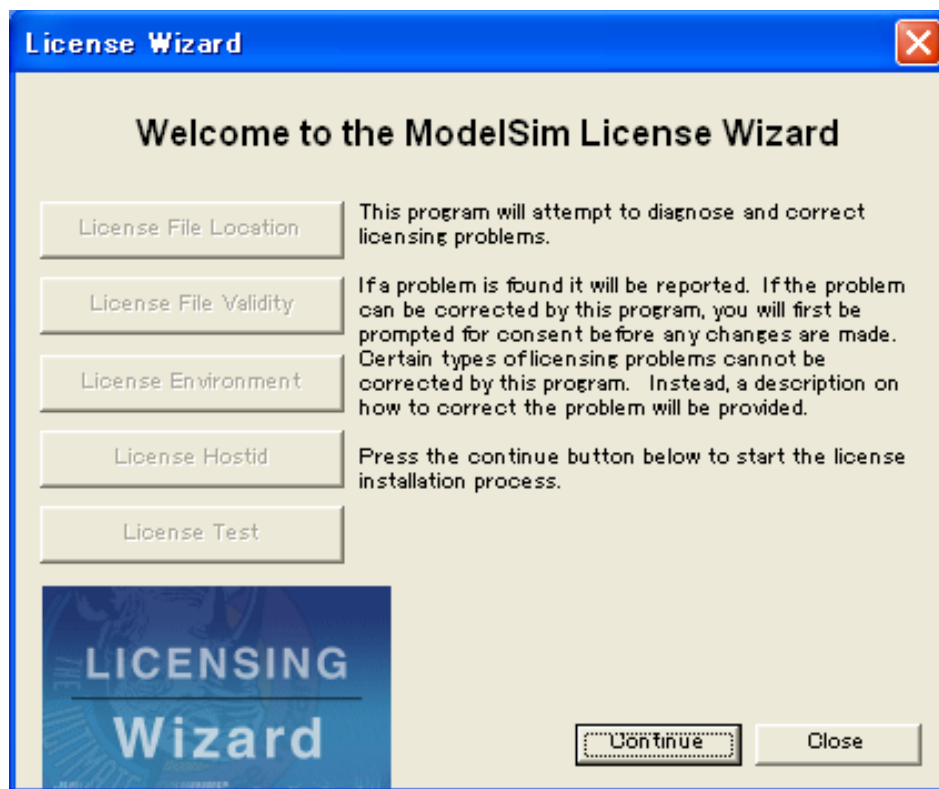 License Wizard
Welcome to the ModelSim License Wizard
License File Location
License File Validity
License Environment
License Hostid
License Test
This program will attempt to diagnose and correct
licensing problems.
If a problem is found it will be reported. If the problem
can be corrected by this program, you will first be
prompted for consent before any changes are made.
Certain types of licensing problems cannot be
corrected by this program. Instead, a description on
how to correct the problem will be provided.
Press the continue button below to start the license
installation process.
LICENSING
Wizard
THE
Continue
Close